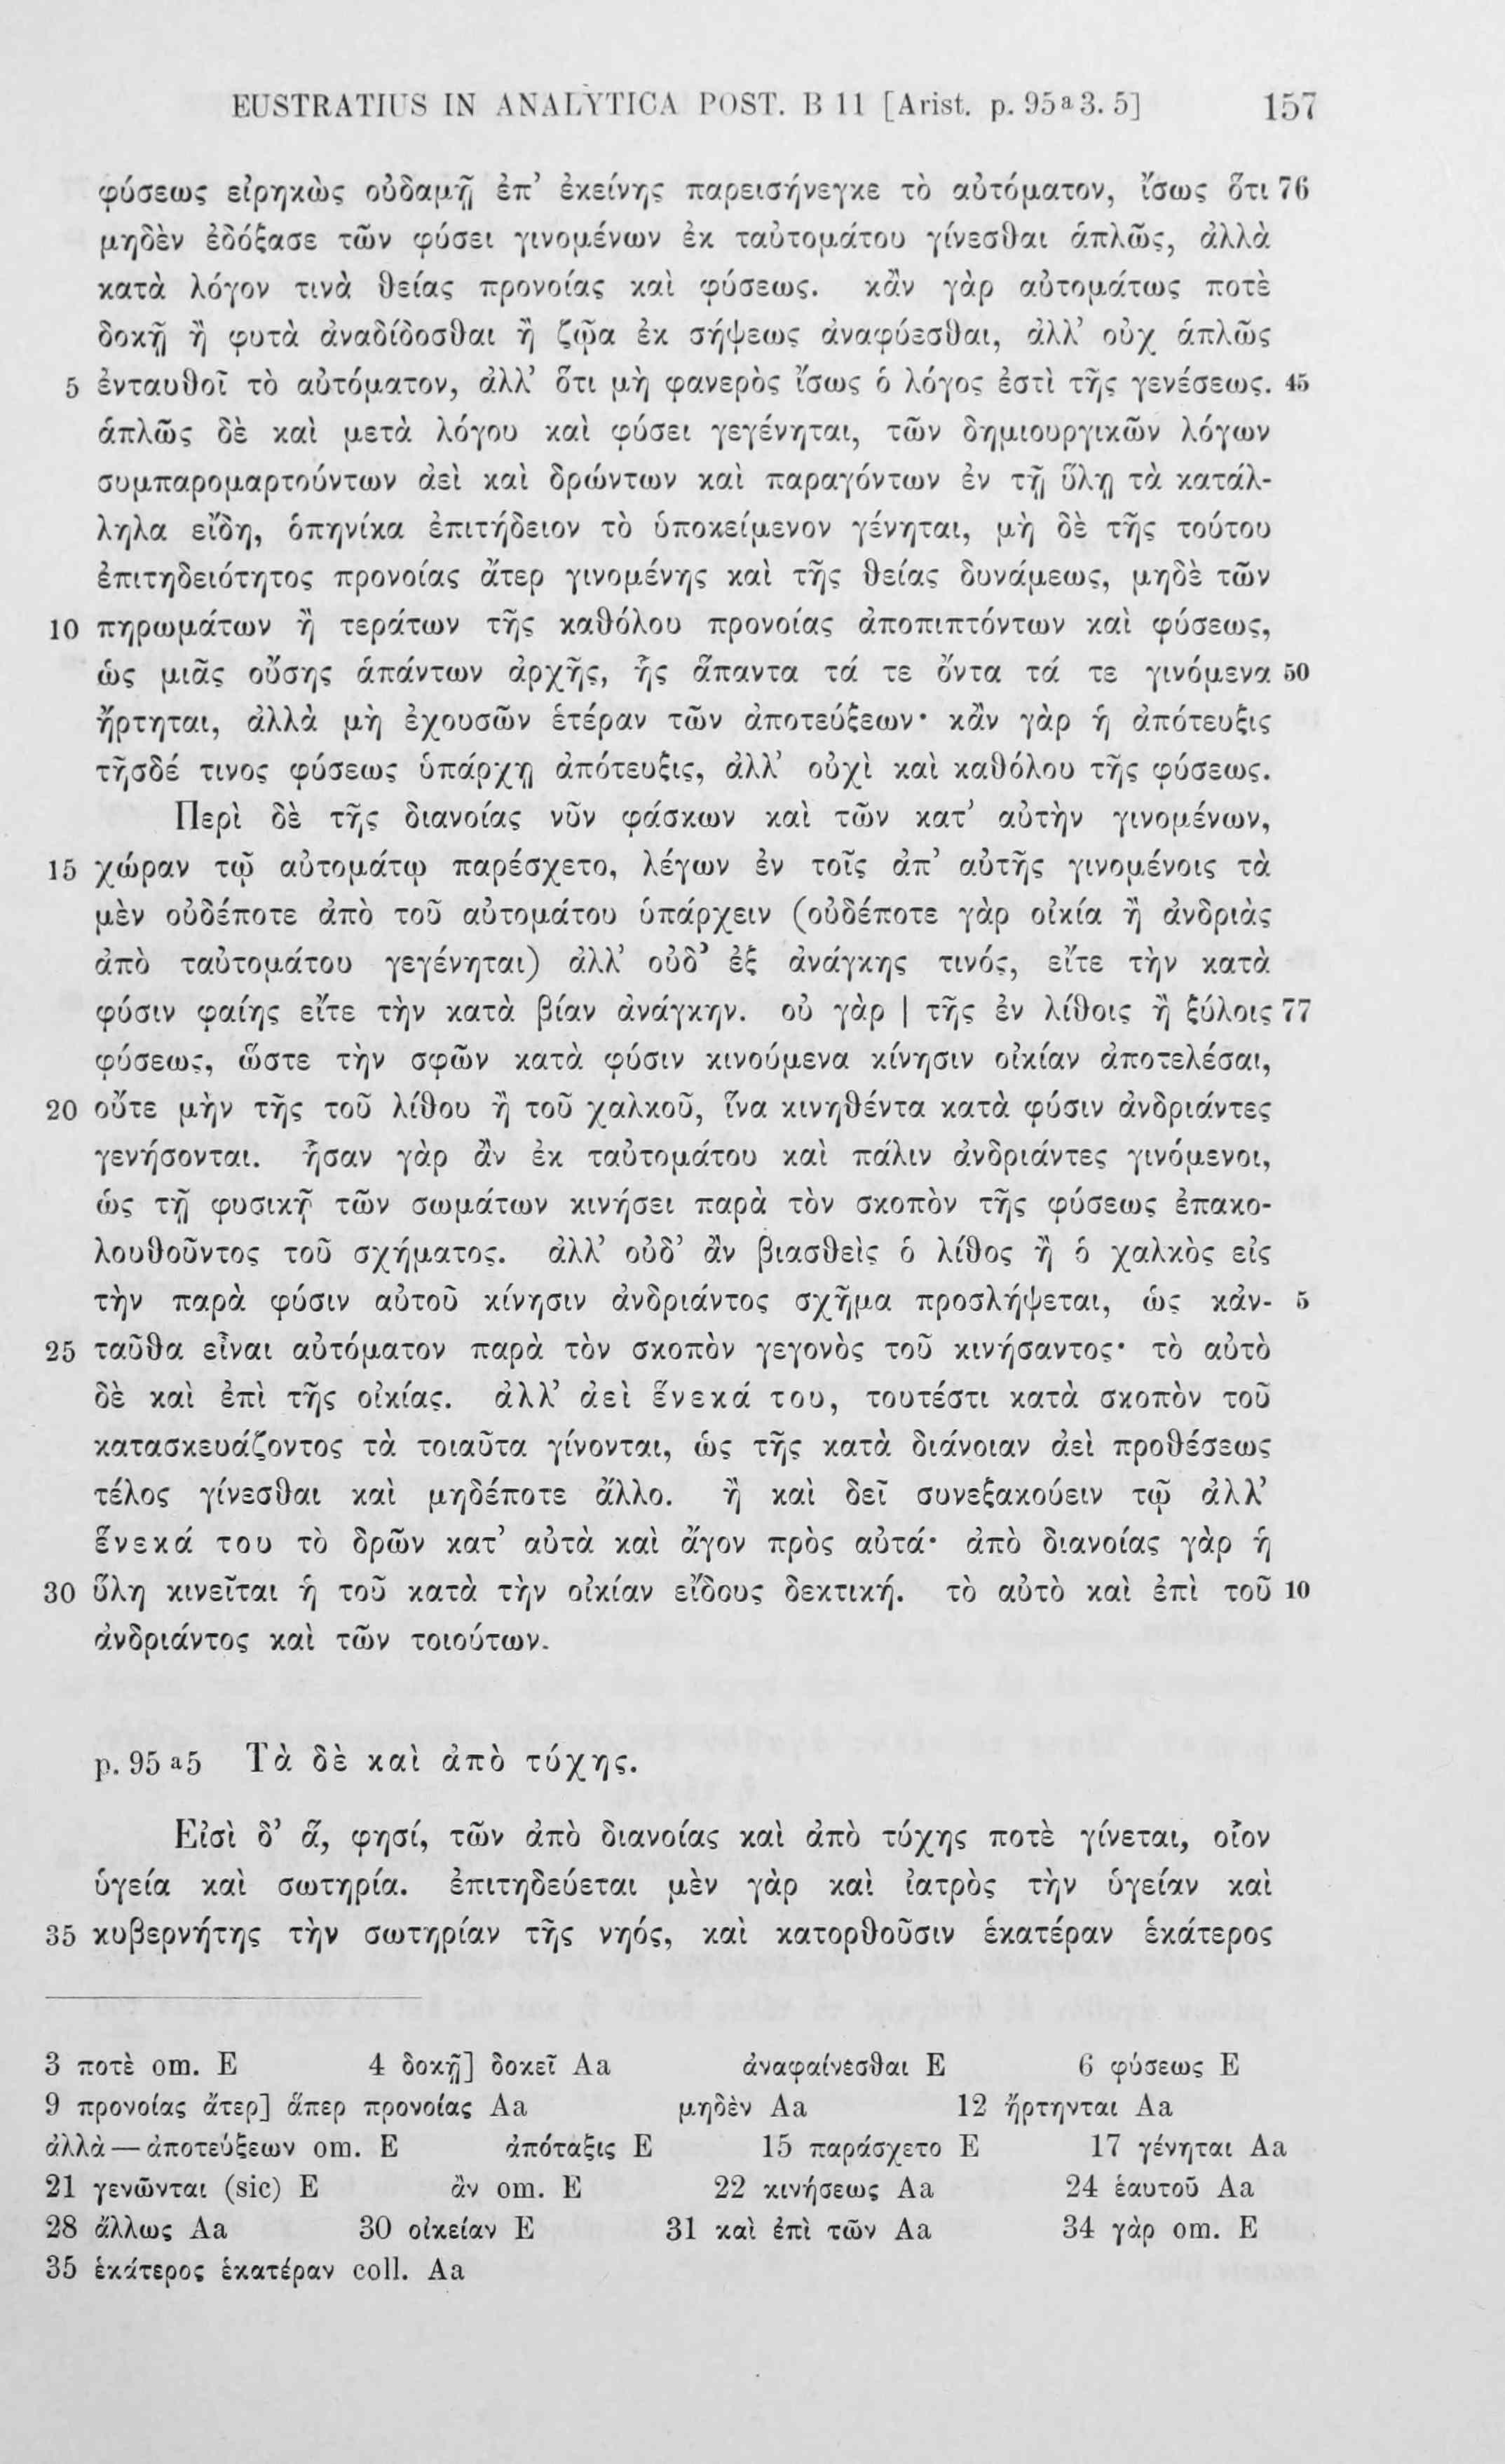 EUSTRATIUS IN ANALYTICA POST. B 11 [Arist. p. 95a3. 5] 157
φύσεως εἰρηκὼς οὐδαμῇ ἐπ’ ἐκείνης παρεισήνεγκε τὸ αὐτόματον, ἴσως ὅτι 76
μηδὲν ἐδόξασε τῶν φύσει γινομένων ἐκ ταὐτομάτου γίνεσθαι ἁπλῶς, ἀλλὰ
κατὰ λόγον τινὰ θείας προνοίας καὶ φύσεως. κἂν γὰρ αὐτομάτως ποτὲ
δοκῇ ἢ φυτὰ ἀναδίδοσθαι ἢ ζῷα ἐκ σήψεως ἀναφύεσθαι, ἀλλ’ οὐχ ἁπλῶς
5 ἐνταυθοῖ τὸ αὐτόματον, ἀλλ’ ὅτι μὴ φανερὸς ἴσως ὁ λόγος ἐστὶ τῆς γενέσεως. 45
ἁπλῶς δὲ καὶ μετὰ λόγου καὶ φύσει γεγένηται, τῶν δημιουργικῶν λόγων
συμπαρομαρτούντων ἀεὶ καὶ δρώντων καὶ παραγόντων ἐν τῇ ὕλῃ τὰ κατάλ-
ληλα εἴδη, ὁπηνίκα ἐπιτήδειον τὸ ὑποκείμενον γένηται, μὴ δὲ τῆς τούτου
ἐπιτηδειότητος προνοίας ἄτερ γινομένης καὶ τῆς θείας δυνάμεως, μηδὲ τῶν
10 πηρωμάτων ἢ τεράτων τῆς καθόλου προνοίας ἀποπιπτόντων καὶ φύσεως,
ὡς μιᾶς οὔσης ἁπάντων ἀρχῆς, ἧς ἅπαντα τά τε ὄντα τά τε γινόμενα 50
ἤρτηται, ἀλλὰ μὴ ἐχουσῶν ἑτέραν τῶν ἀποτεύξεων· κἂν γὰρ ἡ ἀπότευξις
τῆσδέ τινος φύσεως ὑπάρχῃ ἀπότευξις, ἀλλ’ οὐχὶ καὶ καθόλου τῆς φύσεως.
Περὶ δὲ τῆς διανοίας νῦν φάσκων καὶ τῶν κατ’ αὐτὴν γινομένων,
15 χώραν τῷ αὐτομάτῳ παρέσχετο, λέγων ἐν τοῖς ἀπ’ αὐτῆς γινομένοις τὰ
μὲν οὐδέποτε ἀπὸ τοῦ αὐτομάτου ὑπάρχειν (οὐδέποτε γὰρ οἰκία ἢ ἀνδριὰς
ἀπὸ ταὐτομάτου γεγένηται) ἀλλ’ οὐδ’ ἐξ ἀνάγκης τινός, εἴτε τὴν κατὰ
φύσιν φαίης εἴτε τὴν κατὰ βίαν ἀνάγκην. οὐ γὰρ | τῆς ἐν λίθοις ἢ ξύλοις 77
φύσεως, ὥστε τὴν σφῶν κατὰ φύσιν κινούμενα κίνησιν οἰκίαν ἀποτελέσαι,
20 οὔτε μὴν τῆς τοῦ λίθου ἢ τοῦ χαλκοῦ, ἵνα κινηθέντα κατὰ φύσιν ἀνδριάντες
γενήσονται. ἦσαν γὰρ ἂν ἐκ ταὐτομάτου καὶ πάλιν ἀνδριάντες γινόμενοι,
ὡς τῇ φυσικῇ τῶν σωμάτων κινήσει παρὰ τὸν σκοπὸν τῆς φύσεως ἐπακο-
λουθοῦντος τοῦ σχήματος. ἀλλ’ οὐδ’ ἂν βιασθεὶς ὁ λίθος ἢ ὁ χαλκὸς εἰς
τὴν παρὰ φύσιν αὐτοῦ κίνησιν ἀνδριάντος σχῆμα προσλήψεται, ὡς κἀν- 5
25 ταῦθα εἶναι αὐτόματον παρὰ τὸν σκοπὸν γεγονὸς τοῦ κινήσαντος· τὸ αὐτὸ
δὲ καὶ ἐπὶ τῆς οἰκίας. ἀλλ’ ἀεὶ ἕνεκά του, τουτέστι κατὰ σκοπὸν τοῦ
κατασκευάζοντος τὰ τοιαῦτα γίνονται, ὡς τῆς κατὰ διάνοιαν ἀεὶ προθέσεως
τέλος γίνεσθαι καὶ μηδέποτε ἄλλο. ἢ καὶ δεῖ συνεξακούειν τῷ ἀλλ’
ἕνεκά του τὸ δρῶν κατ’ αὐτὰ καὶ ἄγον πρὸς αὐτά· ἀπὸ διανοίας γὰρ ἡ
30 ὕλη κινεῖται ἡ τοῦ κατὰ τὴν οἰκίαν εἴδους δεκτική. τὸ αὐτὸ καὶ ἐπὶ τοῦ 10
ἀνδριάντος καὶ τῶν τοιούτων.
p. 95a5 Τὰ δὲ καὶ ἀπὸ τύχης.
Εἰσὶ δ’ ἅ, φησί, τῶν ἀπὸ διανοίας καὶ ἀπὸ τύχης ποτὲ γίνεται, οἷον
ὑγεία καὶ σωτηρία. ἐπιτηδεύεται μὲν γὰρ καὶ ἰατρὸς τὴν ὑγείαν καὶ
35 κυβερνήτης τὴν σωτηρίαν τῆς νηός, καὶ κατορθοῦσιν ἑκατέραν ἑκάτερος
3 ποτὲ om. E 4 δοκῇ] δοκεῖ Aa ἀναφαίνεσθαι E 6 φύσεως E
9 προνοίας ἄτερ] ἅπερ προνοίας Aa μηδὲν Aa 12 ἤρτηνται Aa
ἀλλὰ — ἀποτεύξεων om. E ἀπόταξις E 15 παράσχετο E 17 γένηται Aa
21 γενῶνται (sic) E ἂν om. E 22 κινήσεως Aa 24 ἑαυτοῦ Aa
28 ἄλλως Aa 30 οἰκείαν E 31 καὶ ἐπὶ τῶν Aa 34 γὰρ om. E
35 ἑκάτερος ἑκατέραν coll. Aa